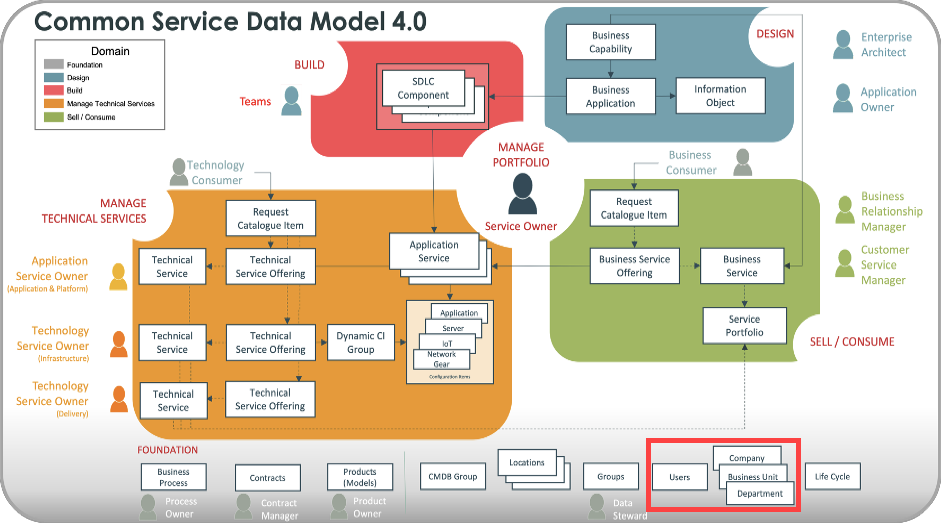 Common Service Data Model 4.0
Domain
Foundation
Design
Build
Manage Technical Services
Sell / Consume
BUILD
Teams
SDLC
Component
DESIGN
Business
Capability
Business
Application
Information
Object
Enterprise
Architect
Application
Owner
MANAGE
PORTFOLIO
Service Owner
Technology
Consumer
Business
Consumer
MANAGE
TECHNICAL SERVICES
Request
Catalogue Item
Technical
Service
Technical
Service Offering
Application
Service
Application
Service Owner
(Application & Platform)
Technology
Service Owner
(Infrastructure)
Technical
Service
Technical
Service Offering
Dynamic CI
Group
Application
Server
IoT
Network
Gear
Configuration Items
Technology
Service Owner
(Delivery)
Technical
Service
Technical
Service Offering
Request
Catalogue Item
Business Service
Offering
Business
Service
Service
Portfolio
Business
Relationship
Manager
Customer
Service
Manager
SELL / CONSUME
FOUNDATION
Business
Process
Contracts
Products
(Models)
CMDB Group
Locations
Groups
Users
Company
Business Unit
Department
Life Cycle
Process
Owner
Contract
Manager
Product
Owner
Data
Steward